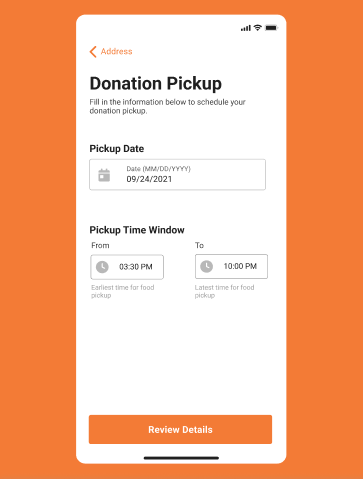 Address
Donation Pickup
Fill in the information below to schedule your
donation pickup.
Pickup Date
Date (MM/DD/YYYY)
09/24/2021
Pickup Time Window
From To
03:30 PM 10:00 PM
Earliest time for food Latest time for food
pickup pickup
Review Details